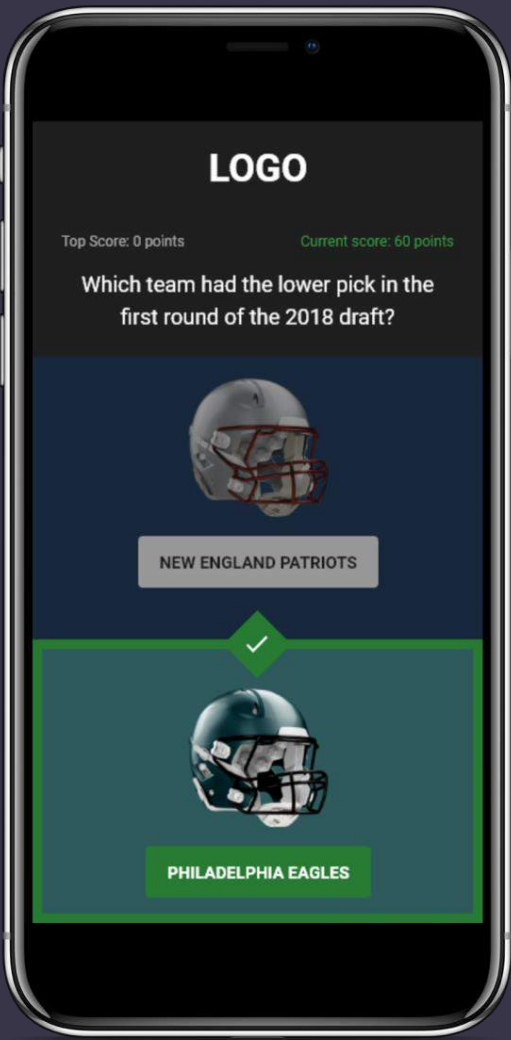 LOGO
Top Score: 0 points
Current score: 60 points
Which team had the lower pick in the
first round of the 2018 draft?
NEW ENGLAND PATRIOTS
PHILADELPHIA EAGLES